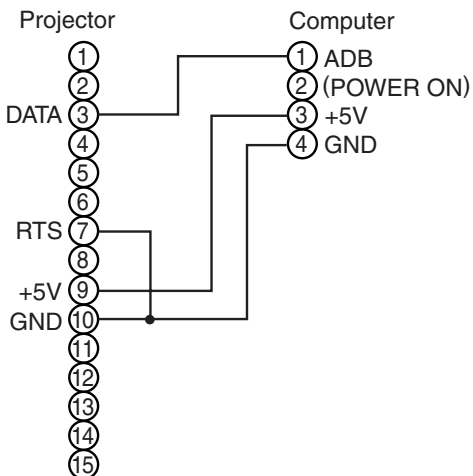 Projector Computer
1 1 ADB
2 2 (POWER ON)
DATA 3 3 +5V
4 4 GND
5
6
RTS 7
8
+5V 9
GND 10
11
12
13
14
15